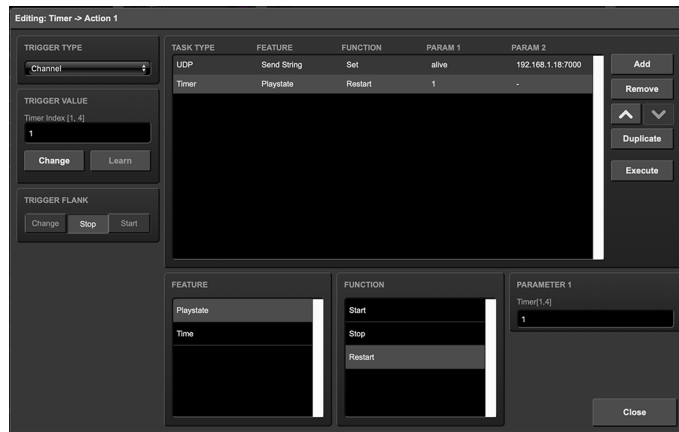 Editing: Timer -> Action 1
TRIGGER TYPE
Channel
TRIGGER VALUE
Timer Index [1, 4]
1
Change Learn
TRIGGER FLANK
Change Stop Start
TASK TYPE FEATURE FUNCTION PARAM 1 PARAM 2
UDP Send String Set alive 192.168.1.18:7000
Timer Playstate Restart 1 -
Add
Remove
Duplicate
Execute
FEATURE
Playstate
Time
FUNCTION
Start
Stop
Restart
PARAMETER 1
Timer[1,4]
1
Close